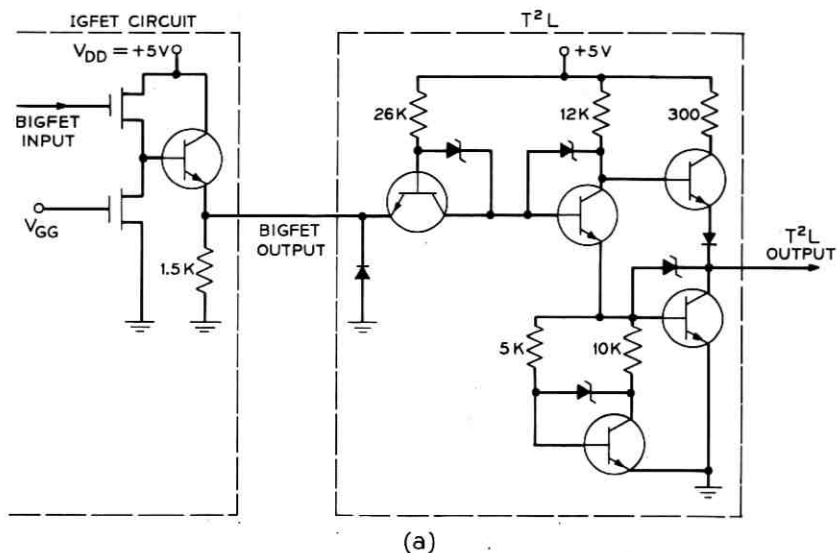 IGFET CIRCUIT
T²L
V_DD = +5V
+5V
26K
12K
300
BIGFET
INPUT
V_GG
1.5K
BIGFET
OUTPUT
T²L
OUTPUT
5K
10K
(a)